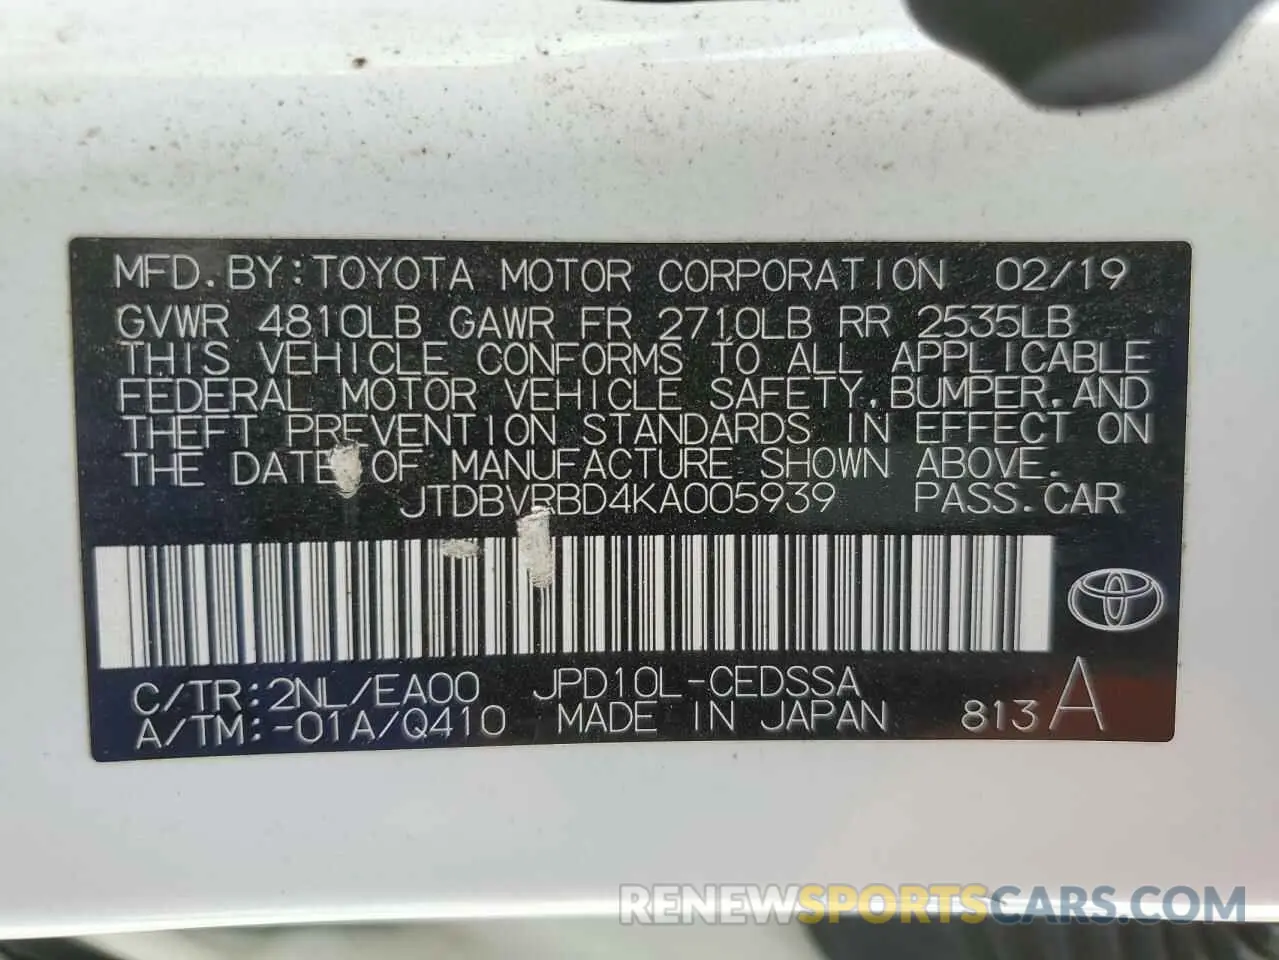 MFD.BY:TOYOTA MOTOR CORPORATION 02/19
GVWR 4810LB GAWR FR 2710LB RR 2535LB
THIS VEHICLE CONFORMS TO ALL APPLICABLE
FEDERAL MOTOR VEHICLE SAFETY,BUMPER,AND
THEFT PREVENTION STANDARDS IN EFFECT ON
THE DATE OF MANUFACTURE SHOWN ABOVE.
JTDBVRBD4KA005939 PASS.CAR
C/TR:2NL/EA00 JPD10L-CEDSSA
A/TM:-01A/Q410 MADE IN JAPAN 813 A
RENEWSPORTSCARS.COM